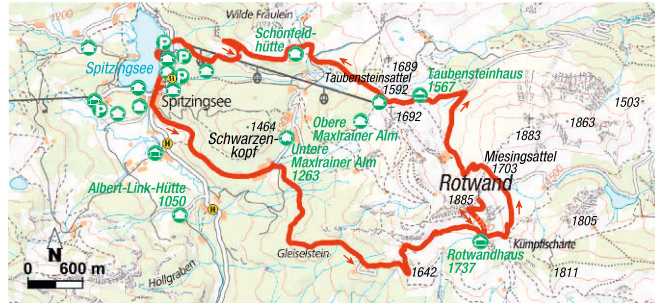 Wilde Fräulein
Schönfeld-
hütte
1200
Spitzingsee
P
P
P
P
H
1689
Taubensteinsattel
1592
Taubensteinhaus
1567
1503
Spitzingsee
1464
Schwarzen-
kopf
Obere
Maxlrainer Alm
1692
1883
1863
Untere
Maxlrainer Alm
1263
H
Miesingsattel
1703
Rotwand
1885
Albert-Link-Hütte
1050
H
1805
Rotwandhaus
1737
Kümpflscharte
N
0
600 m
Höllgraben
Gleiselstein
1642
1811